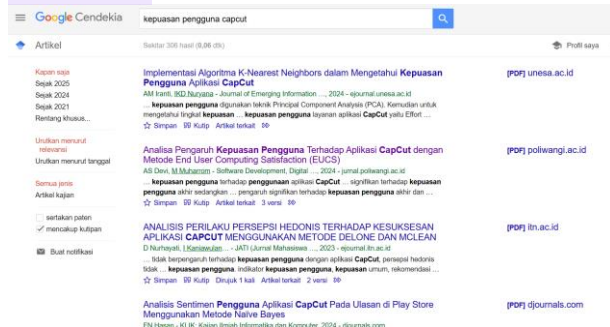 Google Cendekia
kepuasan pengguna capcut
Artikel
Sekitar 308 hasil (0,06 dtk)
Profil saya
Kapan saja
Sejak 2025
Sejak 2024
Sejak 2021
Rentang khusus...
Urutkan menurut
relevansi
Urutkan menurut tanggal
Semua jenis
Artikel kajian
sertakan paten
mencakup kutipan
Buat notifikasi
Implementasi Algoritma K-Nearest Neighbors dalam Mengetahui Kepuasan
Pengguna Aplikasi CapCut
AM Iranti, IKD Nuryana - Journal of Emerging Information ..., 2024 - ejournal.unesa.ac.id
... kepuasan pengguna digunakan teknik Principal Component Analysis (PCA). Kemudian untuk
mengetahui tingkat kepuasan ... kepuasan pengguna layanan aplikasi CapCut yaitu Effort ...
Simpan Kutip Artikel terkait
[PDF] unesa.ac.id
Analisa Pengaruh Kepuasan Pengguna Terhadap Aplikasi CapCut dengan
Metode End User Computing Satisfaction (EUCS)
AS Devi, M Muharrom - Software Development, Digital ..., 2024 - jurnal.poliwangi.ac.id
... kepuasan pengguna terhadap penggunaan aplikasi CapCut ... signifikan terhadap kepuasan
pengguna akhir sedangkan ... pengaruh signifikan terhadap kepuasan pengguna akhir dan ...
Simpan Kutip Artikel terkait 3 versi
[PDF] poliwangi.ac.id
ANALISIS PERILAKU PERSEPSI HEDONIS TERHADAP KESUKSESAN
APLIKASI CAPCUT MENGGUNAKAN METODE DELONE DAN MCLEAN
D Nurhayati, I Kaniawulan... - JATI (Jurnal Mahasiswa ..., 2023 - ejournal.itn.ac.id
... tidak berpengaruh terhadap kepuasan pengguna dengan aplikasi CapCut, persepsi hedonis
tidak ... kepuasan pengguna, indikator kepuasan pengguna, kepuasan umum, rekomendasi ...
Simpan Kutip Dirujuk 1 kali Artikel terkait 2 versi
[PDF] itn.ac.id
Analisis Sentimen Pengguna Aplikasi CapCut Pada Ulasan di Play Store
Menggunakan Metode Naïve Bayes
FN Hasan - KLIK: Kajian Ilmiah Informatika dan Komputer, 2024 - djournals.com
[PDF] djournals.com